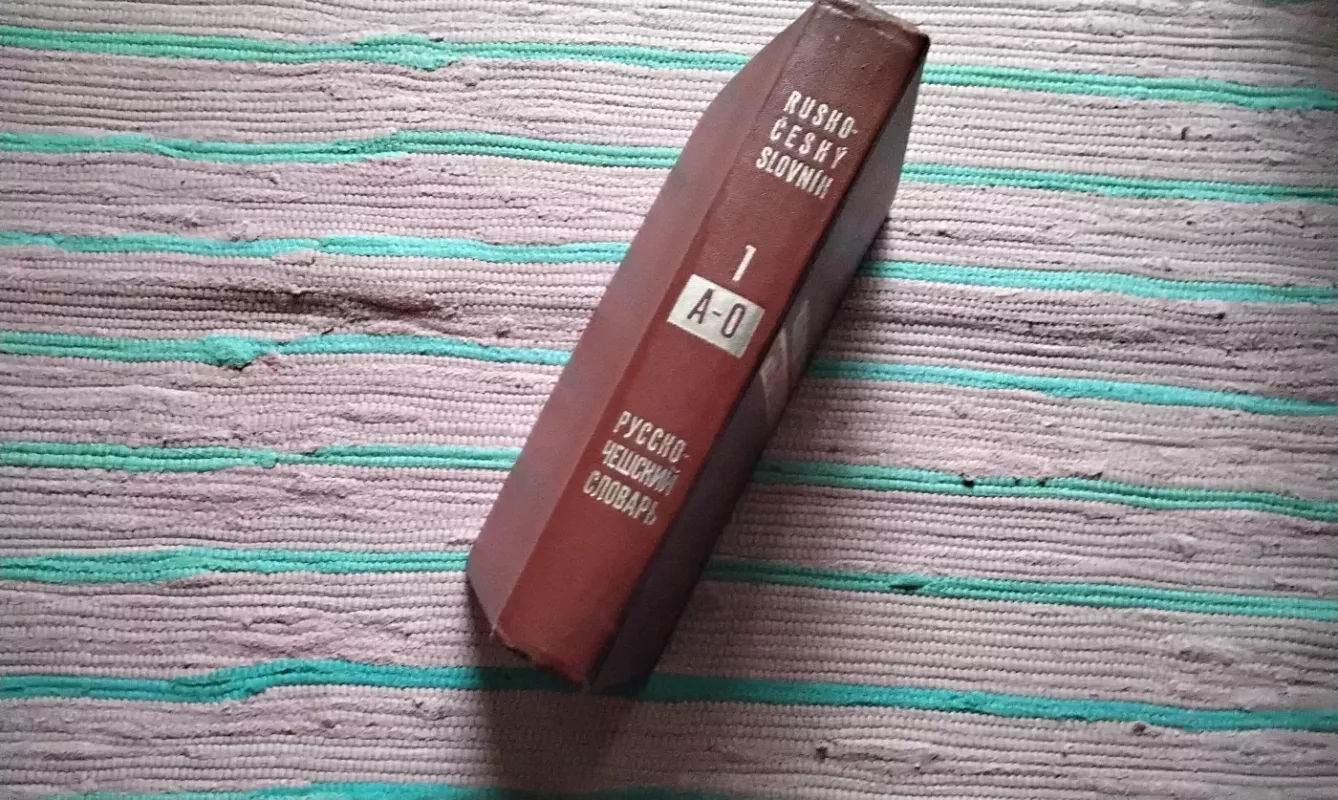 RUSKO-
ČESKÝ
SLOVNÍK
1
A-O
РУССКО-
ЧЕШСКИЙ
СЛОВАРЬ